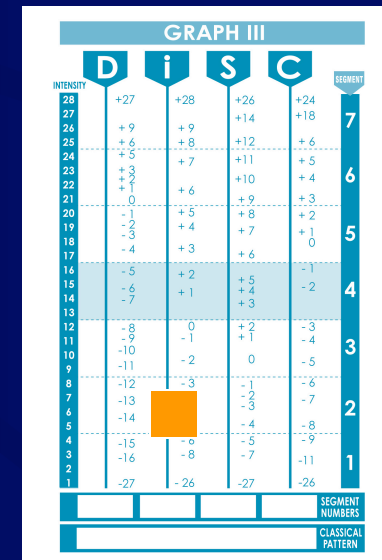 GRAPH III
D i S C
INTENSITY SEGMENT
28 +27 +28 +26 +24
27 +14 +18
7
26 + 9 + 9
25 + 6 + 8 +12 + 6
24 + 5 + 7 +11 + 5
23 + 3
22 + 2 + 6 +10 + 4
6
+ 1
21 0 + 9 + 3
20 - 1 + 5 + 8 + 2
19 - 2 + 4
18 - 3 + 7 + 1
5
17 - 4 + 3 + 6 0
16 - 5 + 2 - 1
15 - 6 + 5 - 2
14 - 7 + 1 + 4
4
13 + 3
12 - 8 0 + 2 - 3
11 - 9 - 1 + 1 - 4
10 -10
3
9 -11 - 2 0 - 5
8 -12 - 3 - 1 - 6
7 -13 - 2 - 7
6 - 3
2
5 -14 - 4 - 8
4 -15 - 6 - 5 - 9
3 -16 - 8 - 7 -11
2
1
1 -27 - 26 -27 -26
SEGMENT
NUMBERS
CLASSICAL
PATTERN